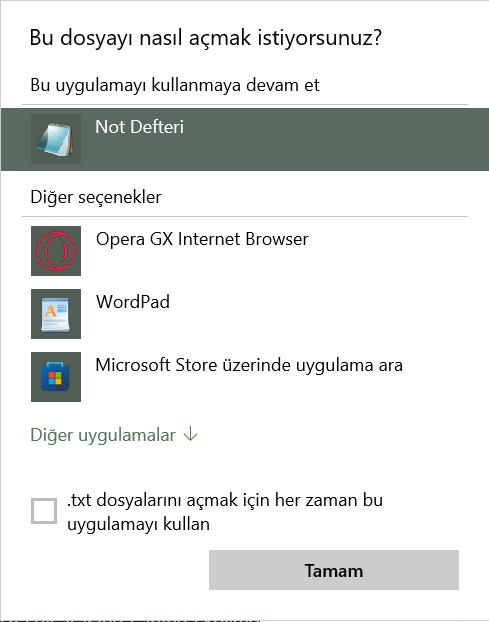 Bu dosyayı nasıl açmak istiyorsunuz?
Bu uygulamayı kullanmaya devam et
Not Defteri
Diğer seçenekler
Opera GX Internet Browser
WordPad
Microsoft Store üzerinde uygulama ara
Diğer uygulamalar
.txt dosyalarını açmak için her zaman bu
uygulamayı kullan
Tamam